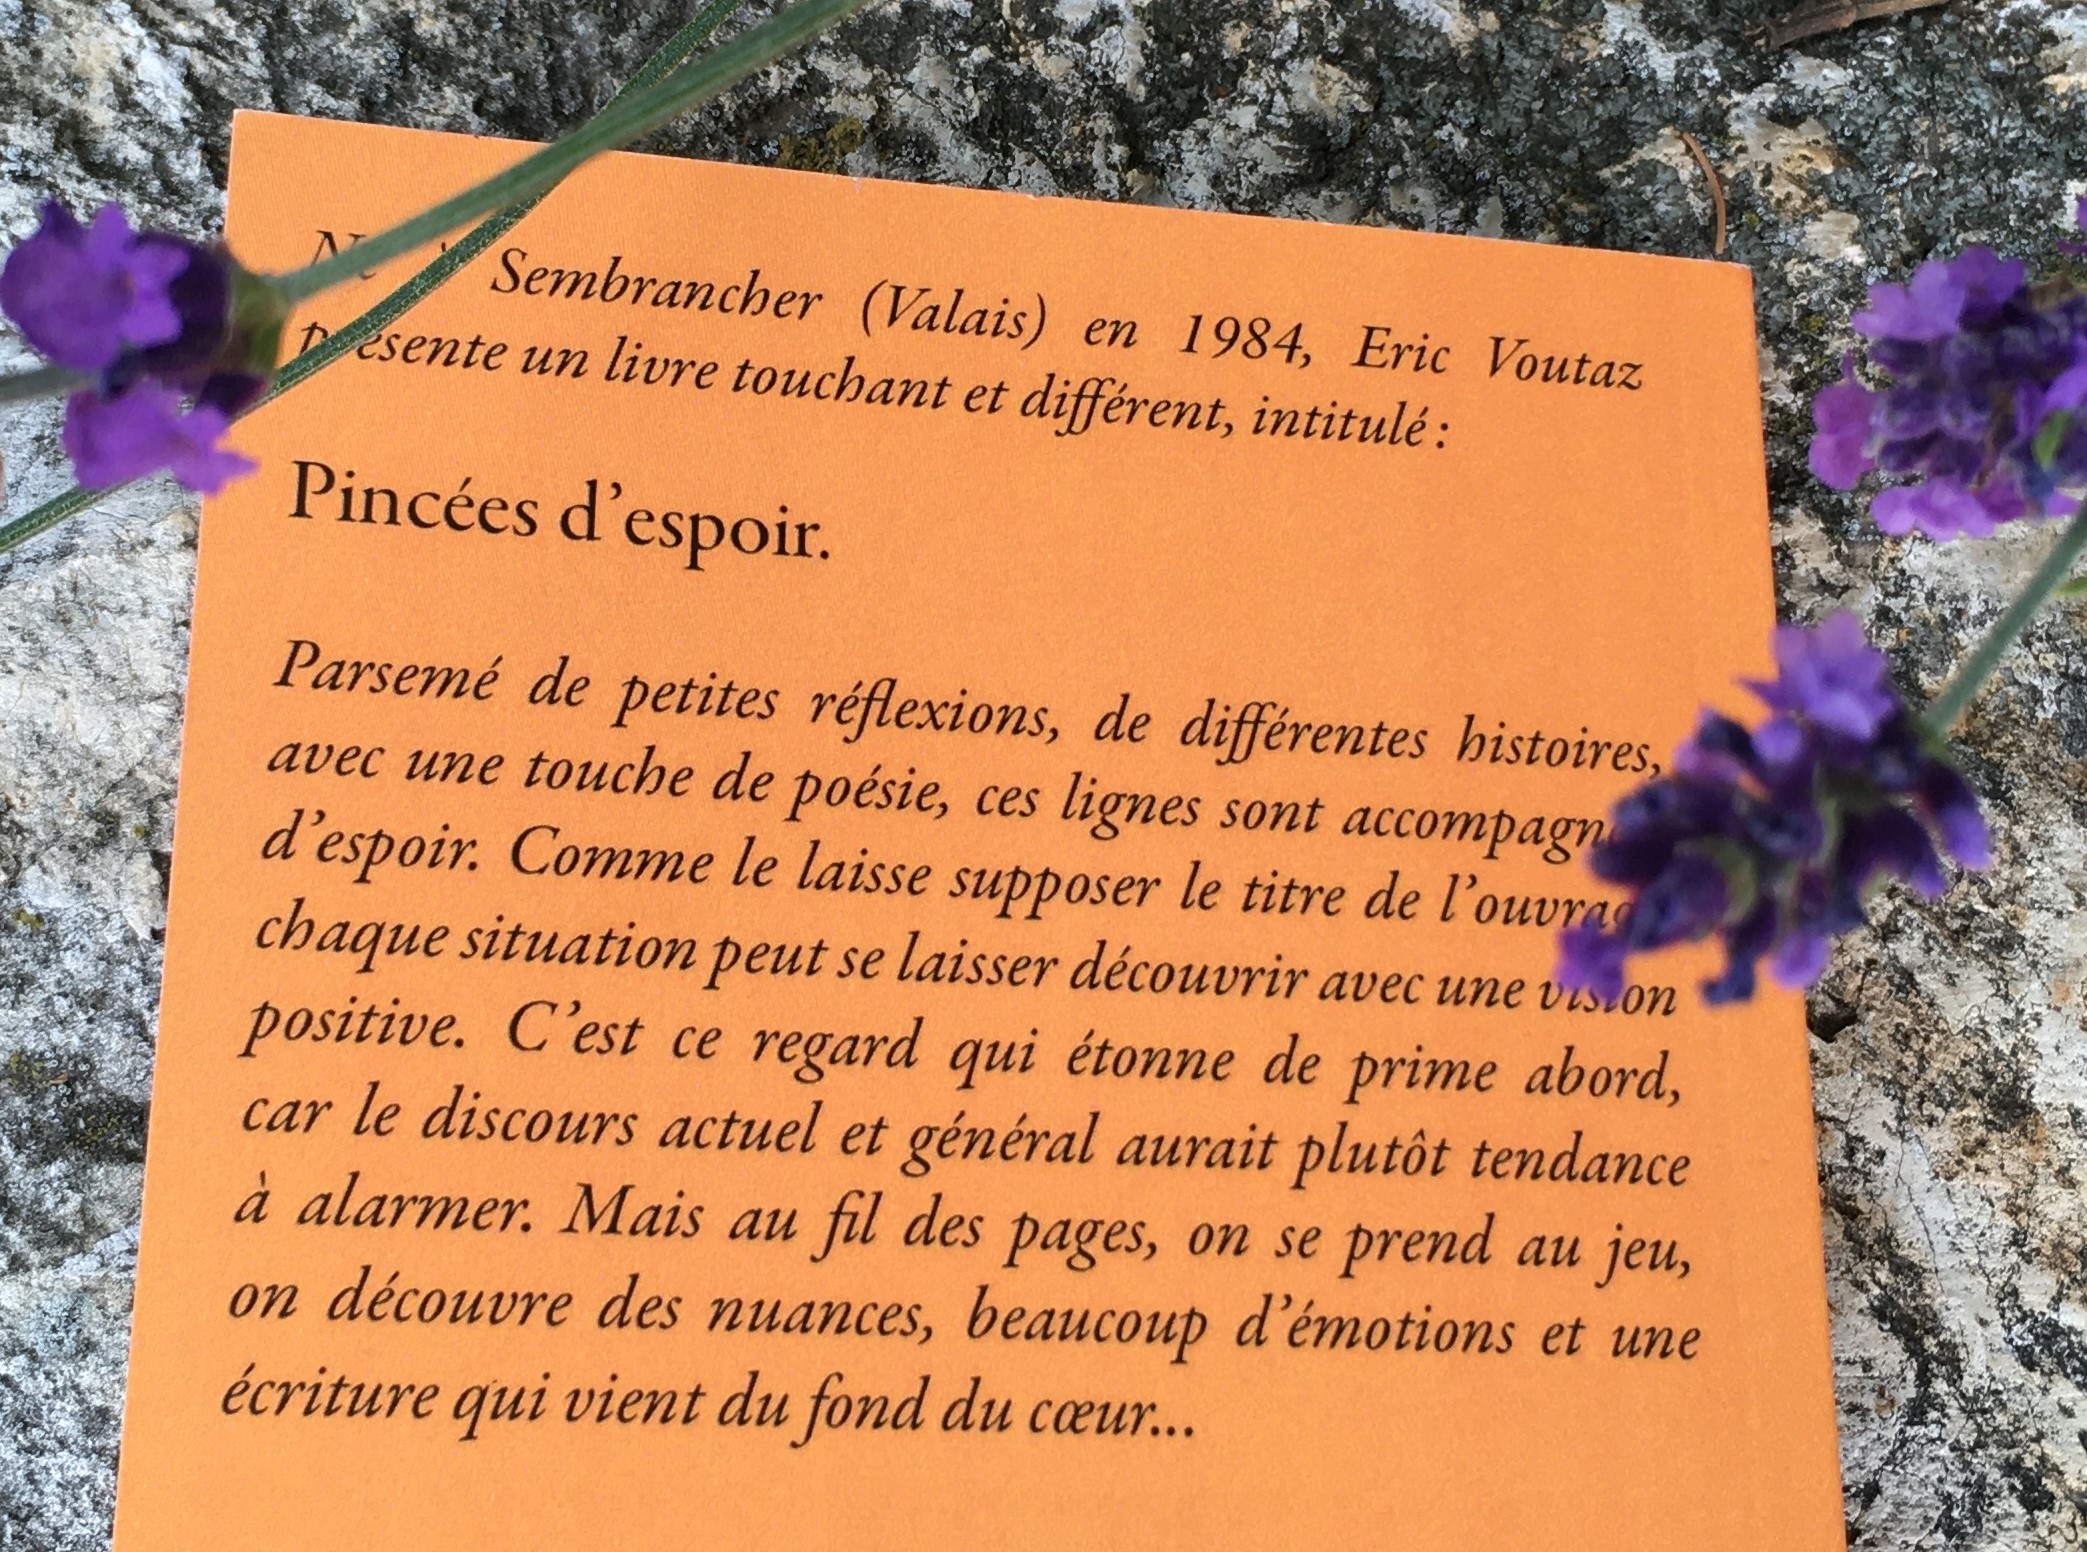 Sembrancher (Valais) en 1984, Eric Voutaz
présente un livre touchant et différent, intitulé :
Pincées d'espoir.
Parsemé de petites réflexions, de différentes histoires,
avec une touche de poésie, ces lignes sont
d'espoir. Comme le laisse supposer le titre de
chaque situation peut se laisser découvrir avec une vision
positive. C'est ce regard qui étonne de prime abord,
car le discours actuel et général aurait plutôt tendance
à alarmer. Mais au fil des pages, on se prend au jeu,
on découvre des nuances, beaucoup d'émotions et une
écriture qui vient du fond du cœur...